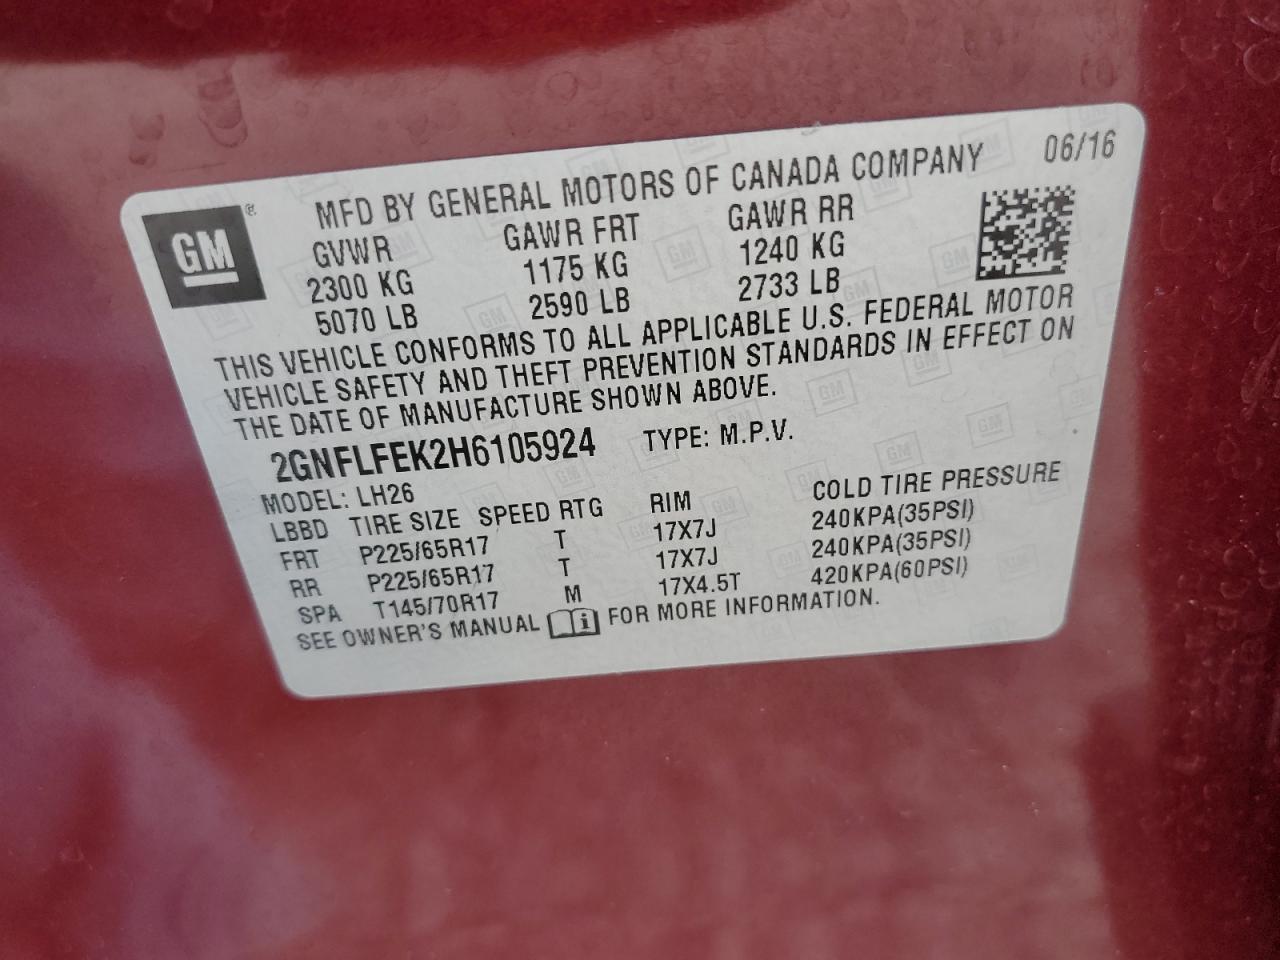 GM ®
MFD BY GENERAL MOTORS OF CANADA COMPANY 06/16
GVWR GAWR FRT GAWR RR
2300 KG 1175 KG 1240 KG
5070 LB 2590 LB 2733 LB
THIS VEHICLE CONFORMS TO ALL APPLICABLE U.S. FEDERAL MOTOR
VEHICLE SAFETY AND THEFT PREVENTION STANDARDS IN EFFECT ON
THE DATE OF MANUFACTURE SHOWN ABOVE.
2GNFLFEK2H6105924 TYPE: M.P.V.
MODEL: LH26
LBBD TIRE SIZE SPEED RTG RIM COLD TIRE PRESSURE
FRT P225/65R17 T 17X7J 240KPA(35PSI)
RR P225/65R17 T 17X7J 240KPA(35PSI)
SPA T145/70R17 M 17X4.5T 420KPA(60PSI)
SEE OWNER'S MANUAL i FOR MORE INFORMATION.